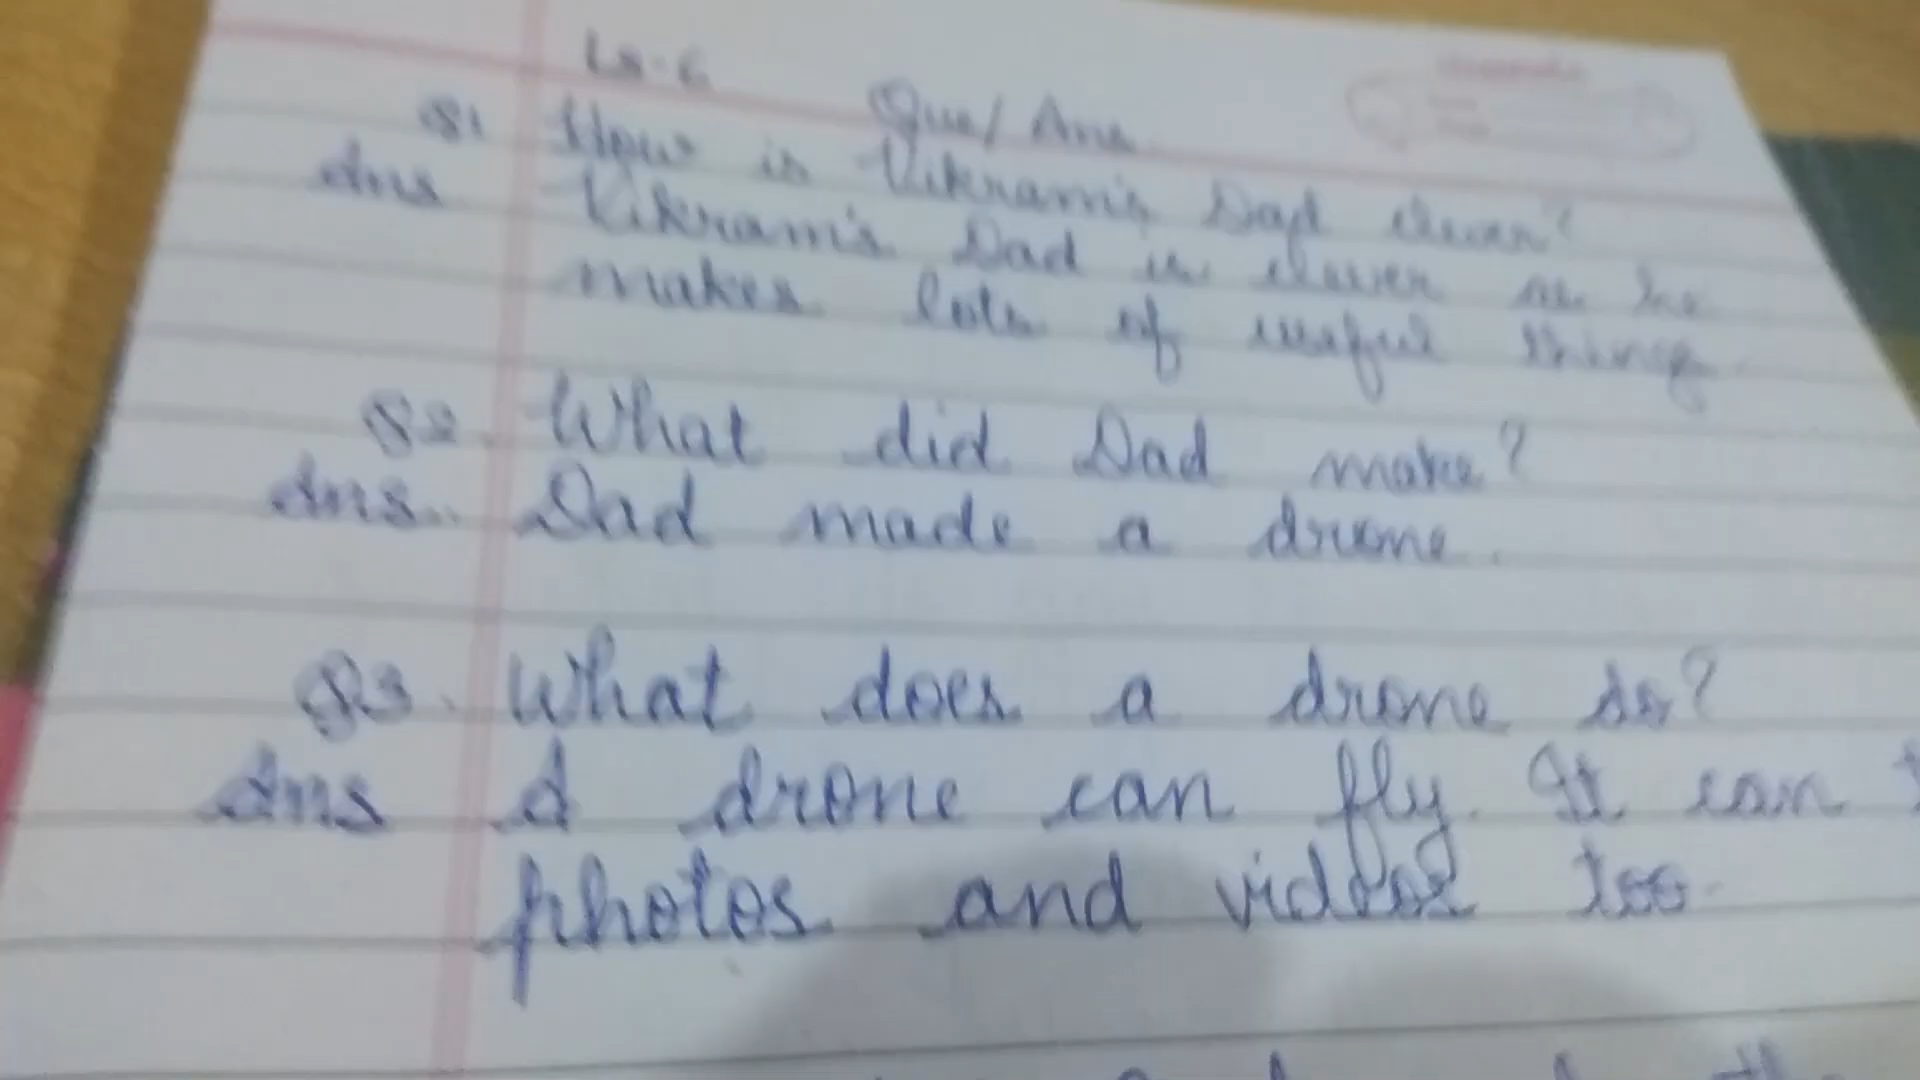 Ls-6
Que/Ans
Q1 How is Vikram's Dad clever?
Ans Vikram's Dad is clever as he
makes lots of useful things
Q2. What did Dad make?
Ans.. Dad made a drone.
Q3. What does a drone do?
Ans A drone can fly. It can
photos and videos too.